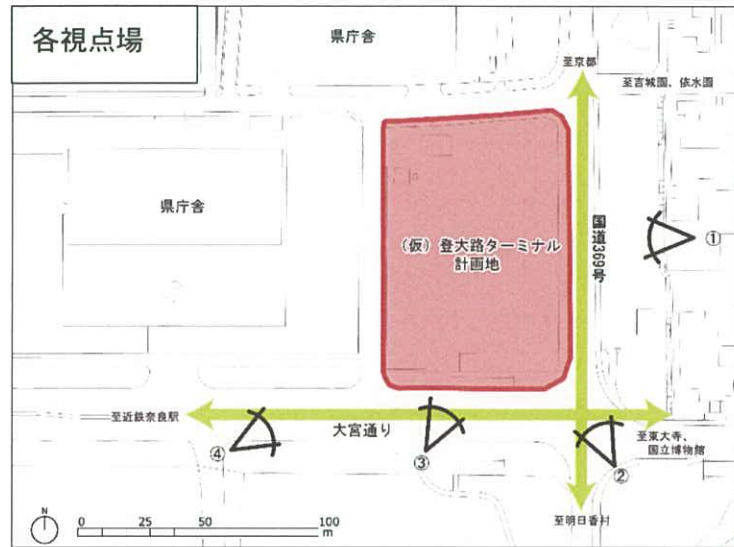 各視点場
県庁舎
至京都
至吉城園、依水園
県庁舎
（仮）登大路ターミナル
計画地
国道369号
①
至近鉄奈良駅
大宮通り
④
③
②
至東大寺、
国立博物館
至明日香村
N
0 25 50 100
m